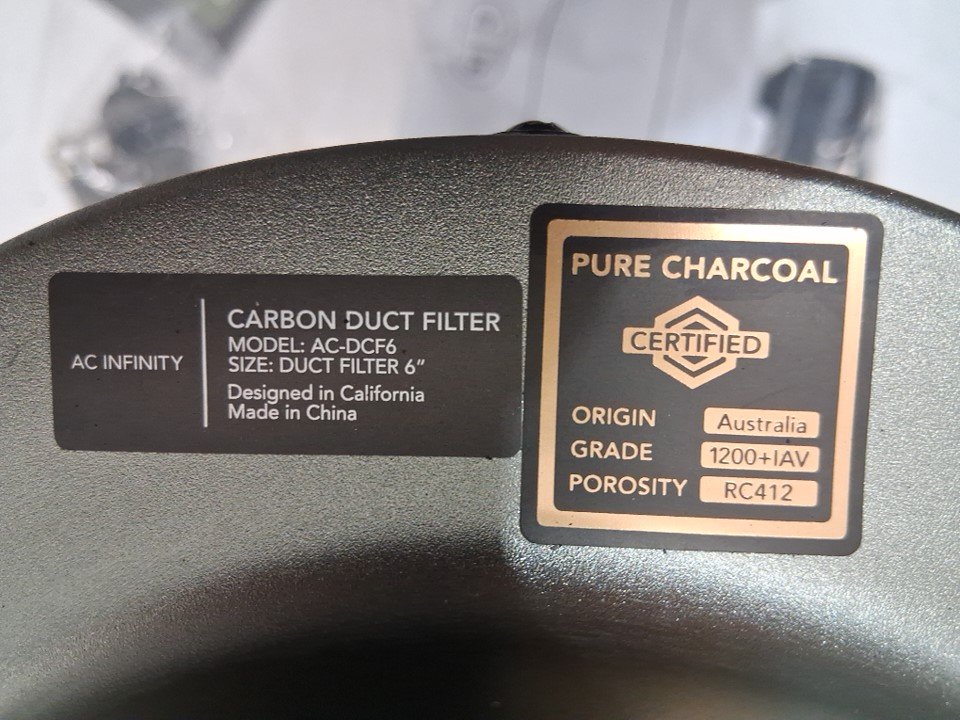 AC INFINITY
CARBON DUCT FILTER
MODEL: AC-DCF6
SIZE: DUCT FILTER 6”
Designed in California
Made in China
PURE CHARCOAL
CERTIFIED
ORIGIN Australia
GRADE 1200+IAV
POROSITY RC412